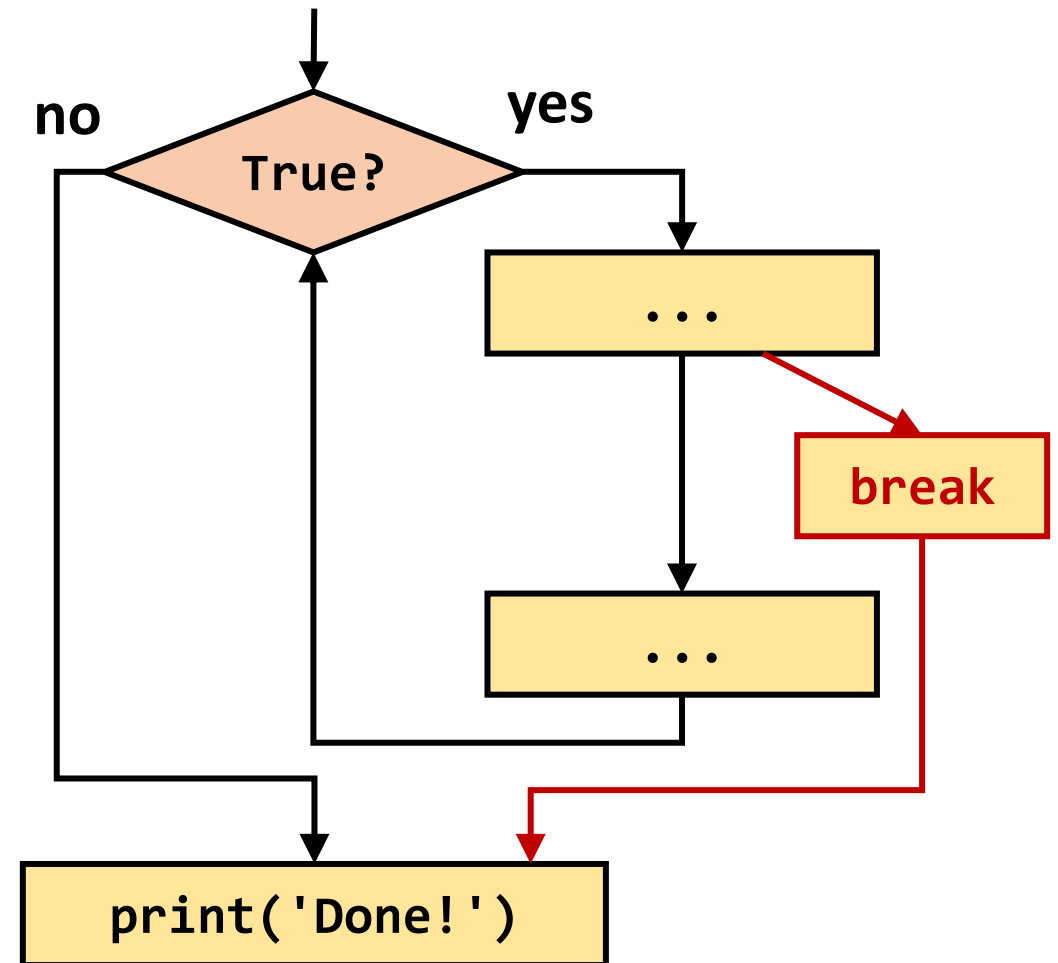 no
yes
True?
...
break
...
print('Done!')